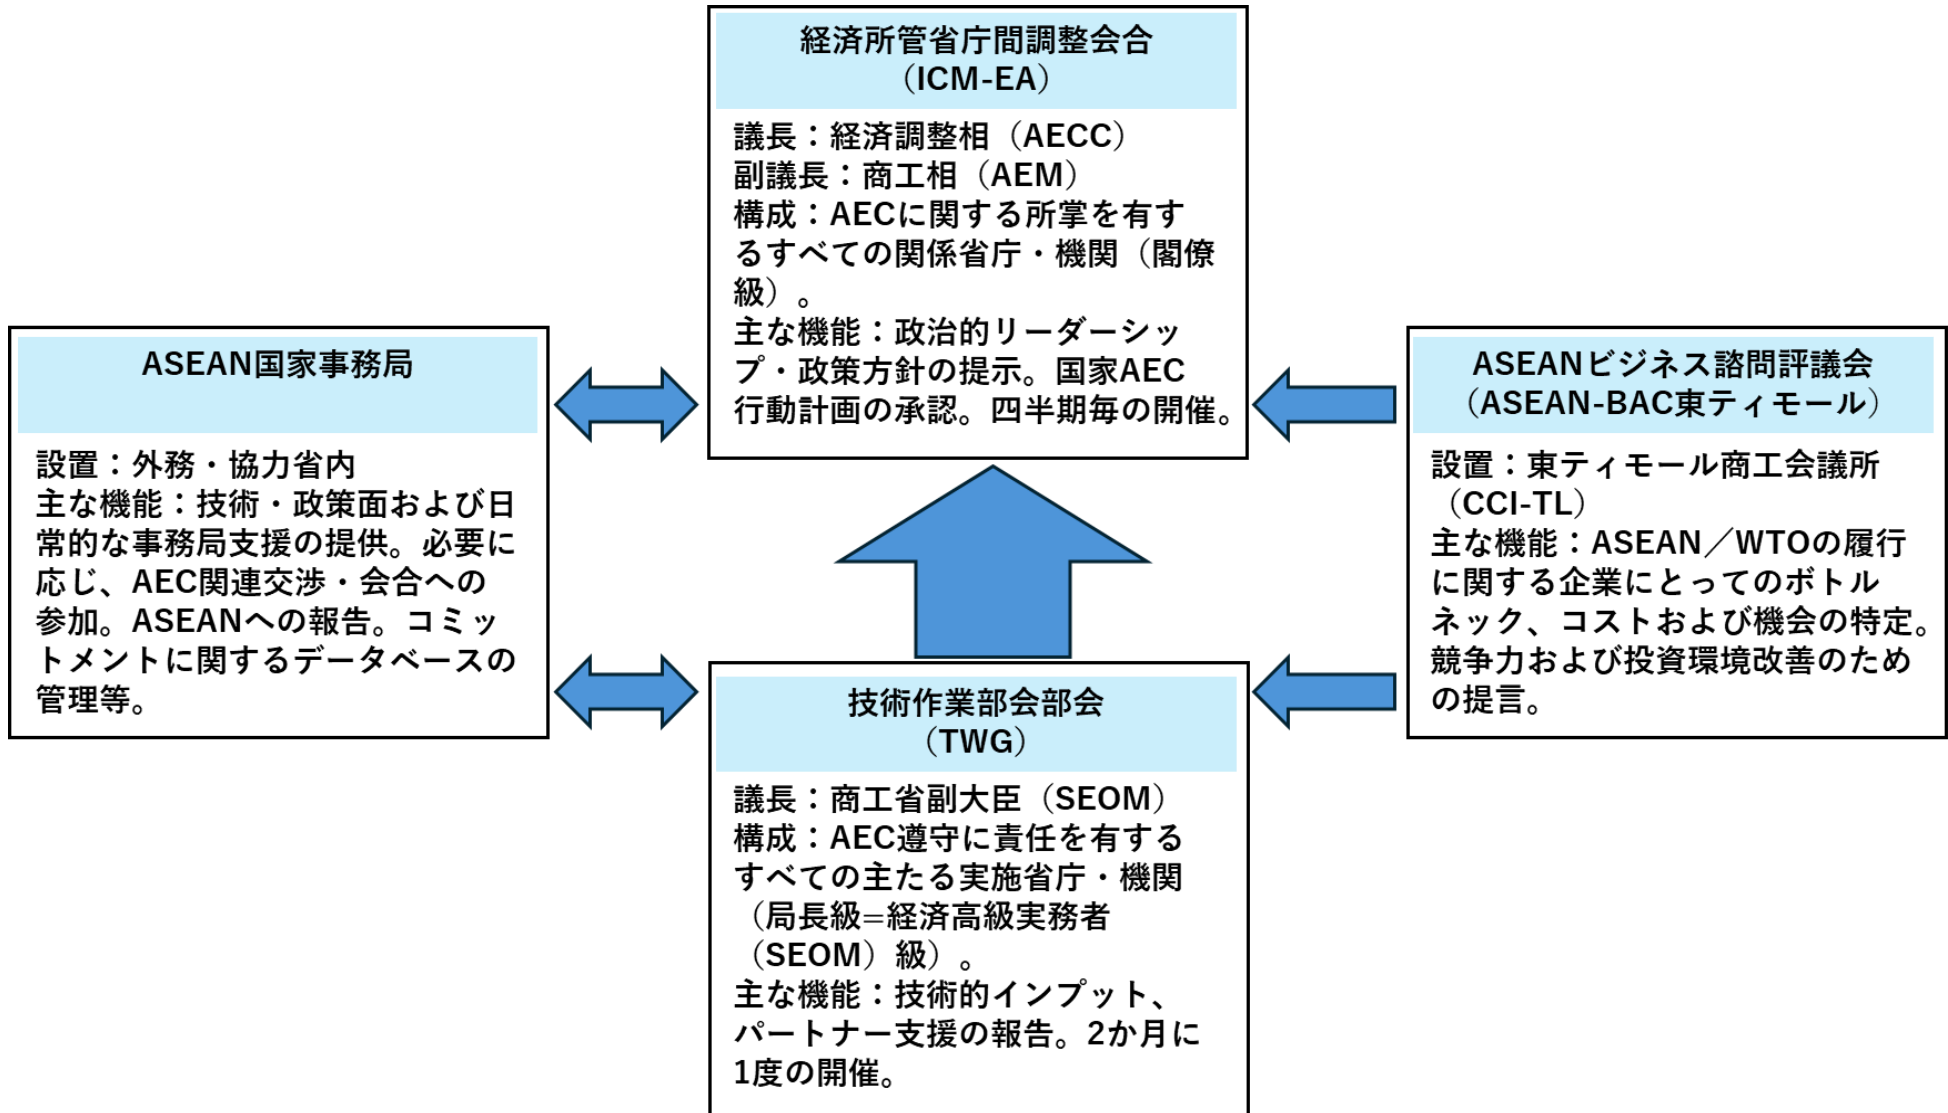 経済所管省庁間調整会合
（ICM-EA）
議長：経済調整相（AECC）
副議長：商工相（AEM）
構成：AECに関する所掌を有す
るすべての関係省庁・機関（閣僚
級）。
主な機能：政治的リーダーシッ
プ・政策方針の提示。国家AEC
行動計画の承認。四半期毎の開催。
ASEAN国家事務局
設置：外務・協力省内
主な機能：技術・政策面および日
常的な事務局支援の提供。必要に
応じ、AEC関連交渉・会合への
参加。ASEANへの報告。コミッ
トメントに関するデータベースの
管理等。
ASEANビジネス諮問評議会
（ASEAN-BAC東ティモール）
設置：東ティモール商工会議所
（CCI-TL）
主な機能：ASEAN／WTOの履行
に関する企業にとってのボトル
ネック、コストおよび機会の特定。
競争力および投資環境改善のため
の提言。
技術作業部会部会
（TWG）
議長：商工省副大臣（SEOM）
構成：AEC遵守に責任を有する
すべての主たる実施省庁・機関
（局長級=経済高級実務者
（SEOM）級）。
主な機能：技術的インプット、
パートナー支援の報告。2か月に
1度の開催。